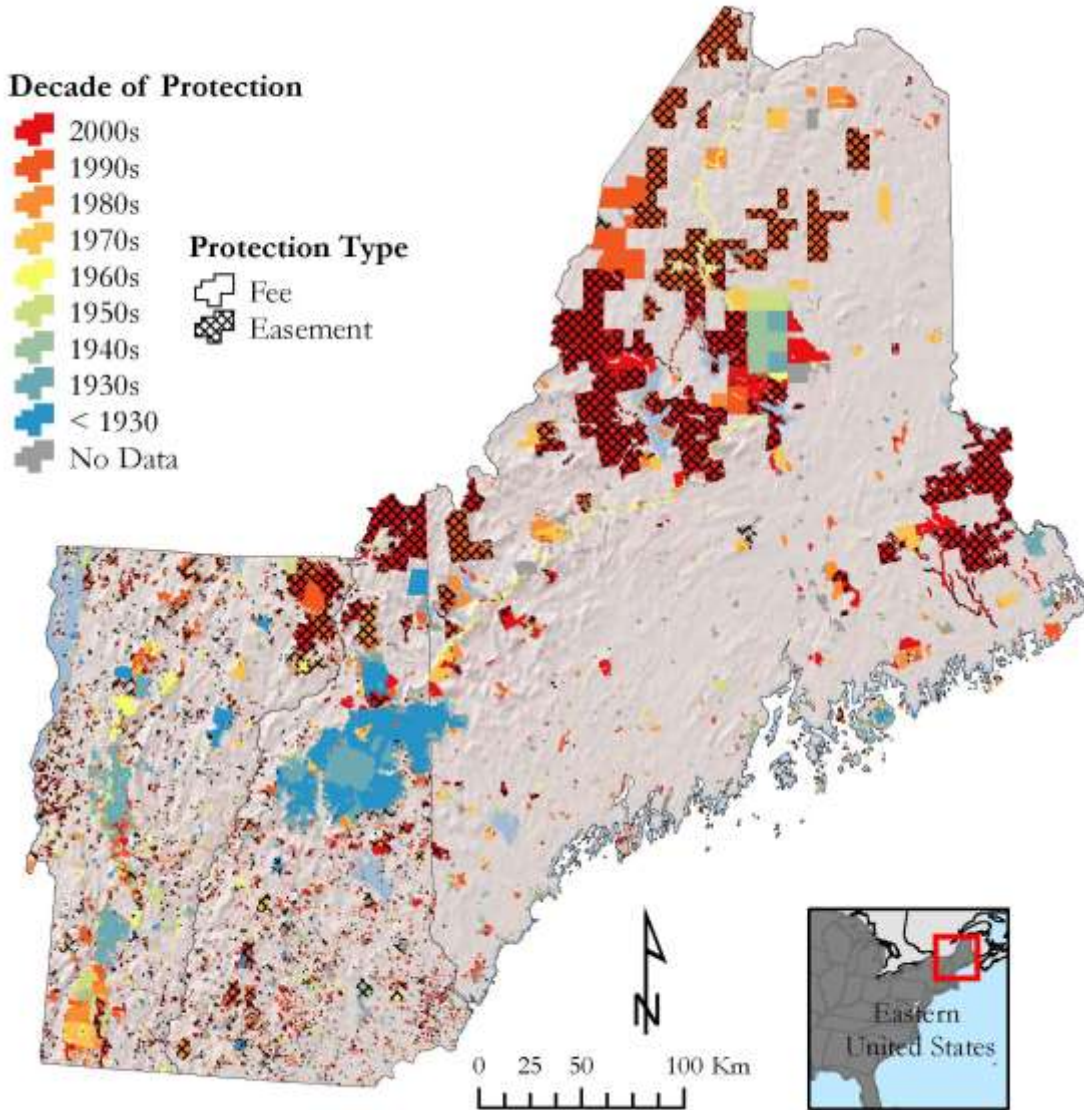 Decade of Protection
2000s
1990s
1980s
1970s
1960s
1950s
1940s
1930s
< 1930
No Data
Protection Type
Fee
Easement
N
0 25 50 100 Km
Eastern
United States